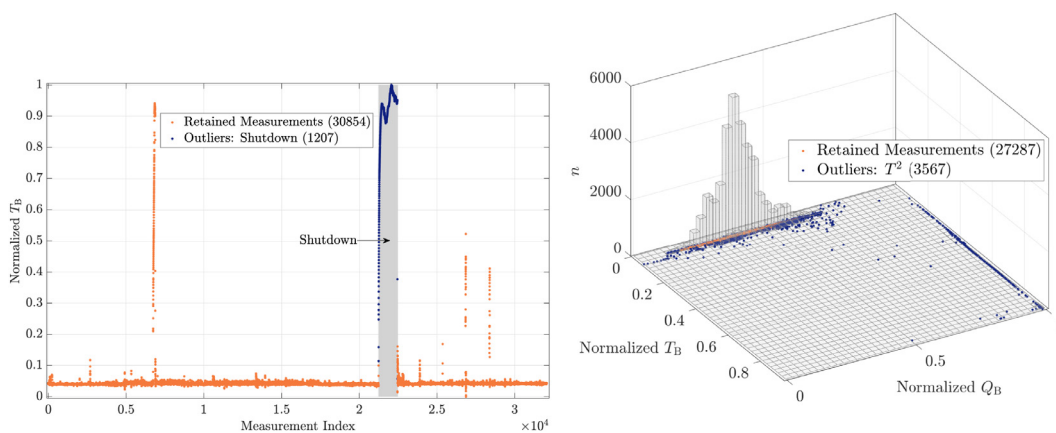 1
0.9
0.8
0.7
0.6
0.5
0.4
0.3
0.2
0.1
0
Normalized T_B
Retained Measurements (30854)
Outliers: Shutdown (1207)
Shutdown
0 0.5 1 1.5 2 2.5 3
Measurement Index
×10^4
6000
4000
2000
0
n
Retained Measurements (27287)
Outliers: T^2 (3567)
0
0.2
0.4
0.6
0.8
Normalized T_B
0
0.5
Normalized Q_B